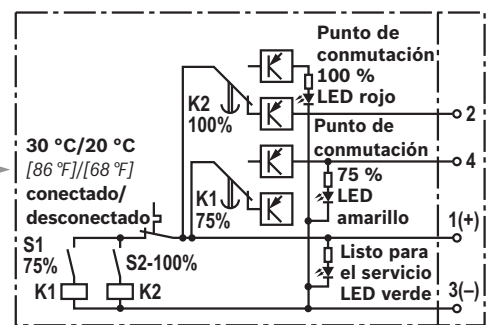 Punto de
conmutación
100 %
LED rojo
K2
100%
2
Punto de
conmutación
30 °C/20 °C
[86 °F]/[68 °F]
conectado/
desconectado
4
75 %
LED
amarillo
K1
75%
1(+)
S1
75%
S2-100%
Listo para
el servicio
LED verde
K1
K2
3(–)